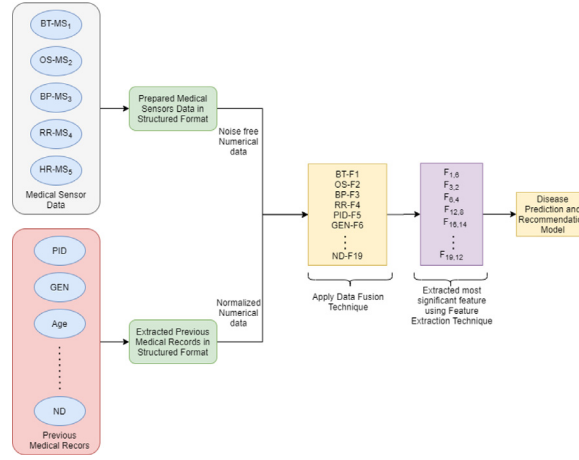 BT-MS1
OS-MS2
BP-MS3
RR-MS4
HR-MS5
Medical Sensor
Data
Prepared Medical
Sensors Data in
Structured Format
Noise free
Numerical
data
PID
GEN
Age
ND
Previous
Medical Recors
Extracted Previous
Medical Records in
Structured Format
Normalized
Numerical
data
BT-F1
OS-F2
BP-F3
RR-F4
PID-F5
GEN-F6
ND-F19
Apply Data Fusion
Technique
F1,6
F3,2
F6,4
F12,8
F16,14
F19,12
Extracted most
significant feature
using Feature
Extraction Technique
Disease
Prediction and
Recommendation
Model